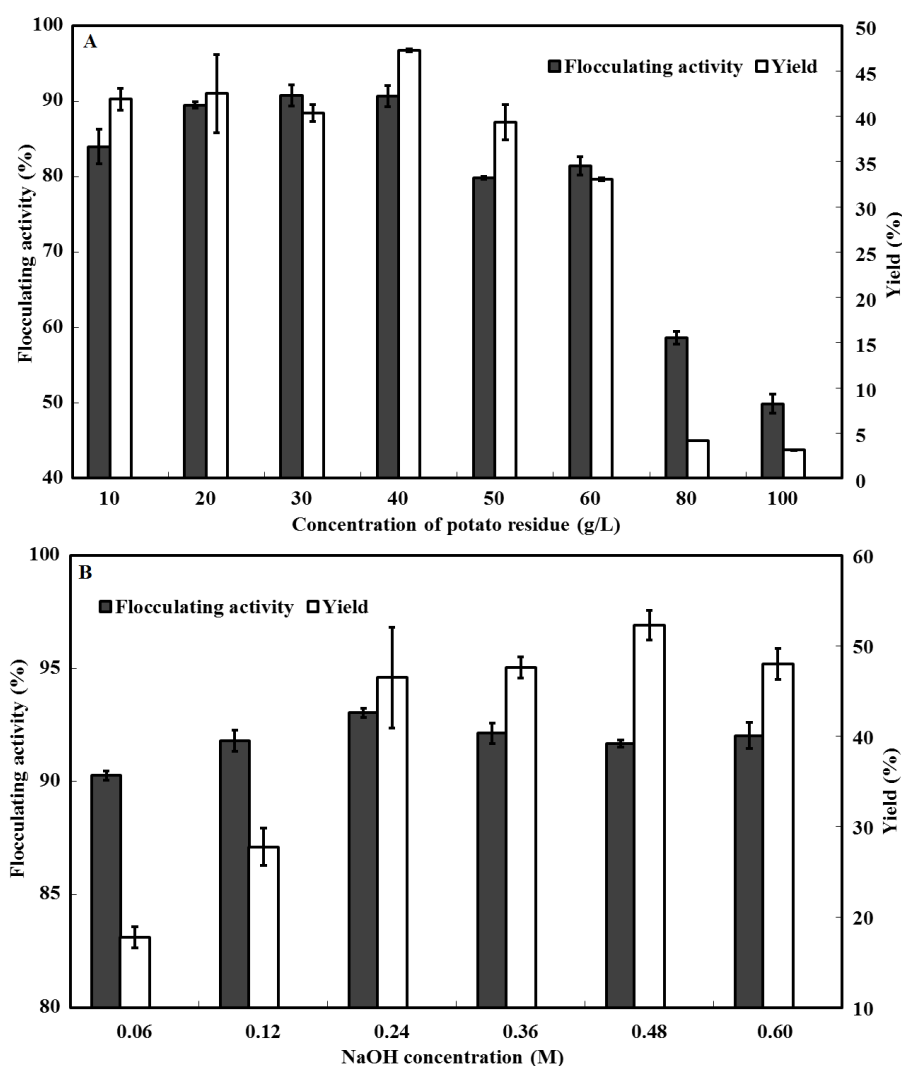 A
Flocculating activity Yield
Flocculating activity (%)
100
90
80
70
60
50
40
Yield (%)
50
45
40
35
30
25
20
15
10
5
0
10 20 30 40 50 60 80 100
Concentration of potato residue (g/L)
B
Flocculating activity Yield
Flocculating activity (%)
100
95
90
85
80
Yield (%)
60
50
40
30
20
10
0.06 0.12 0.24 0.36 0.48 0.60
NaOH concentration (M)